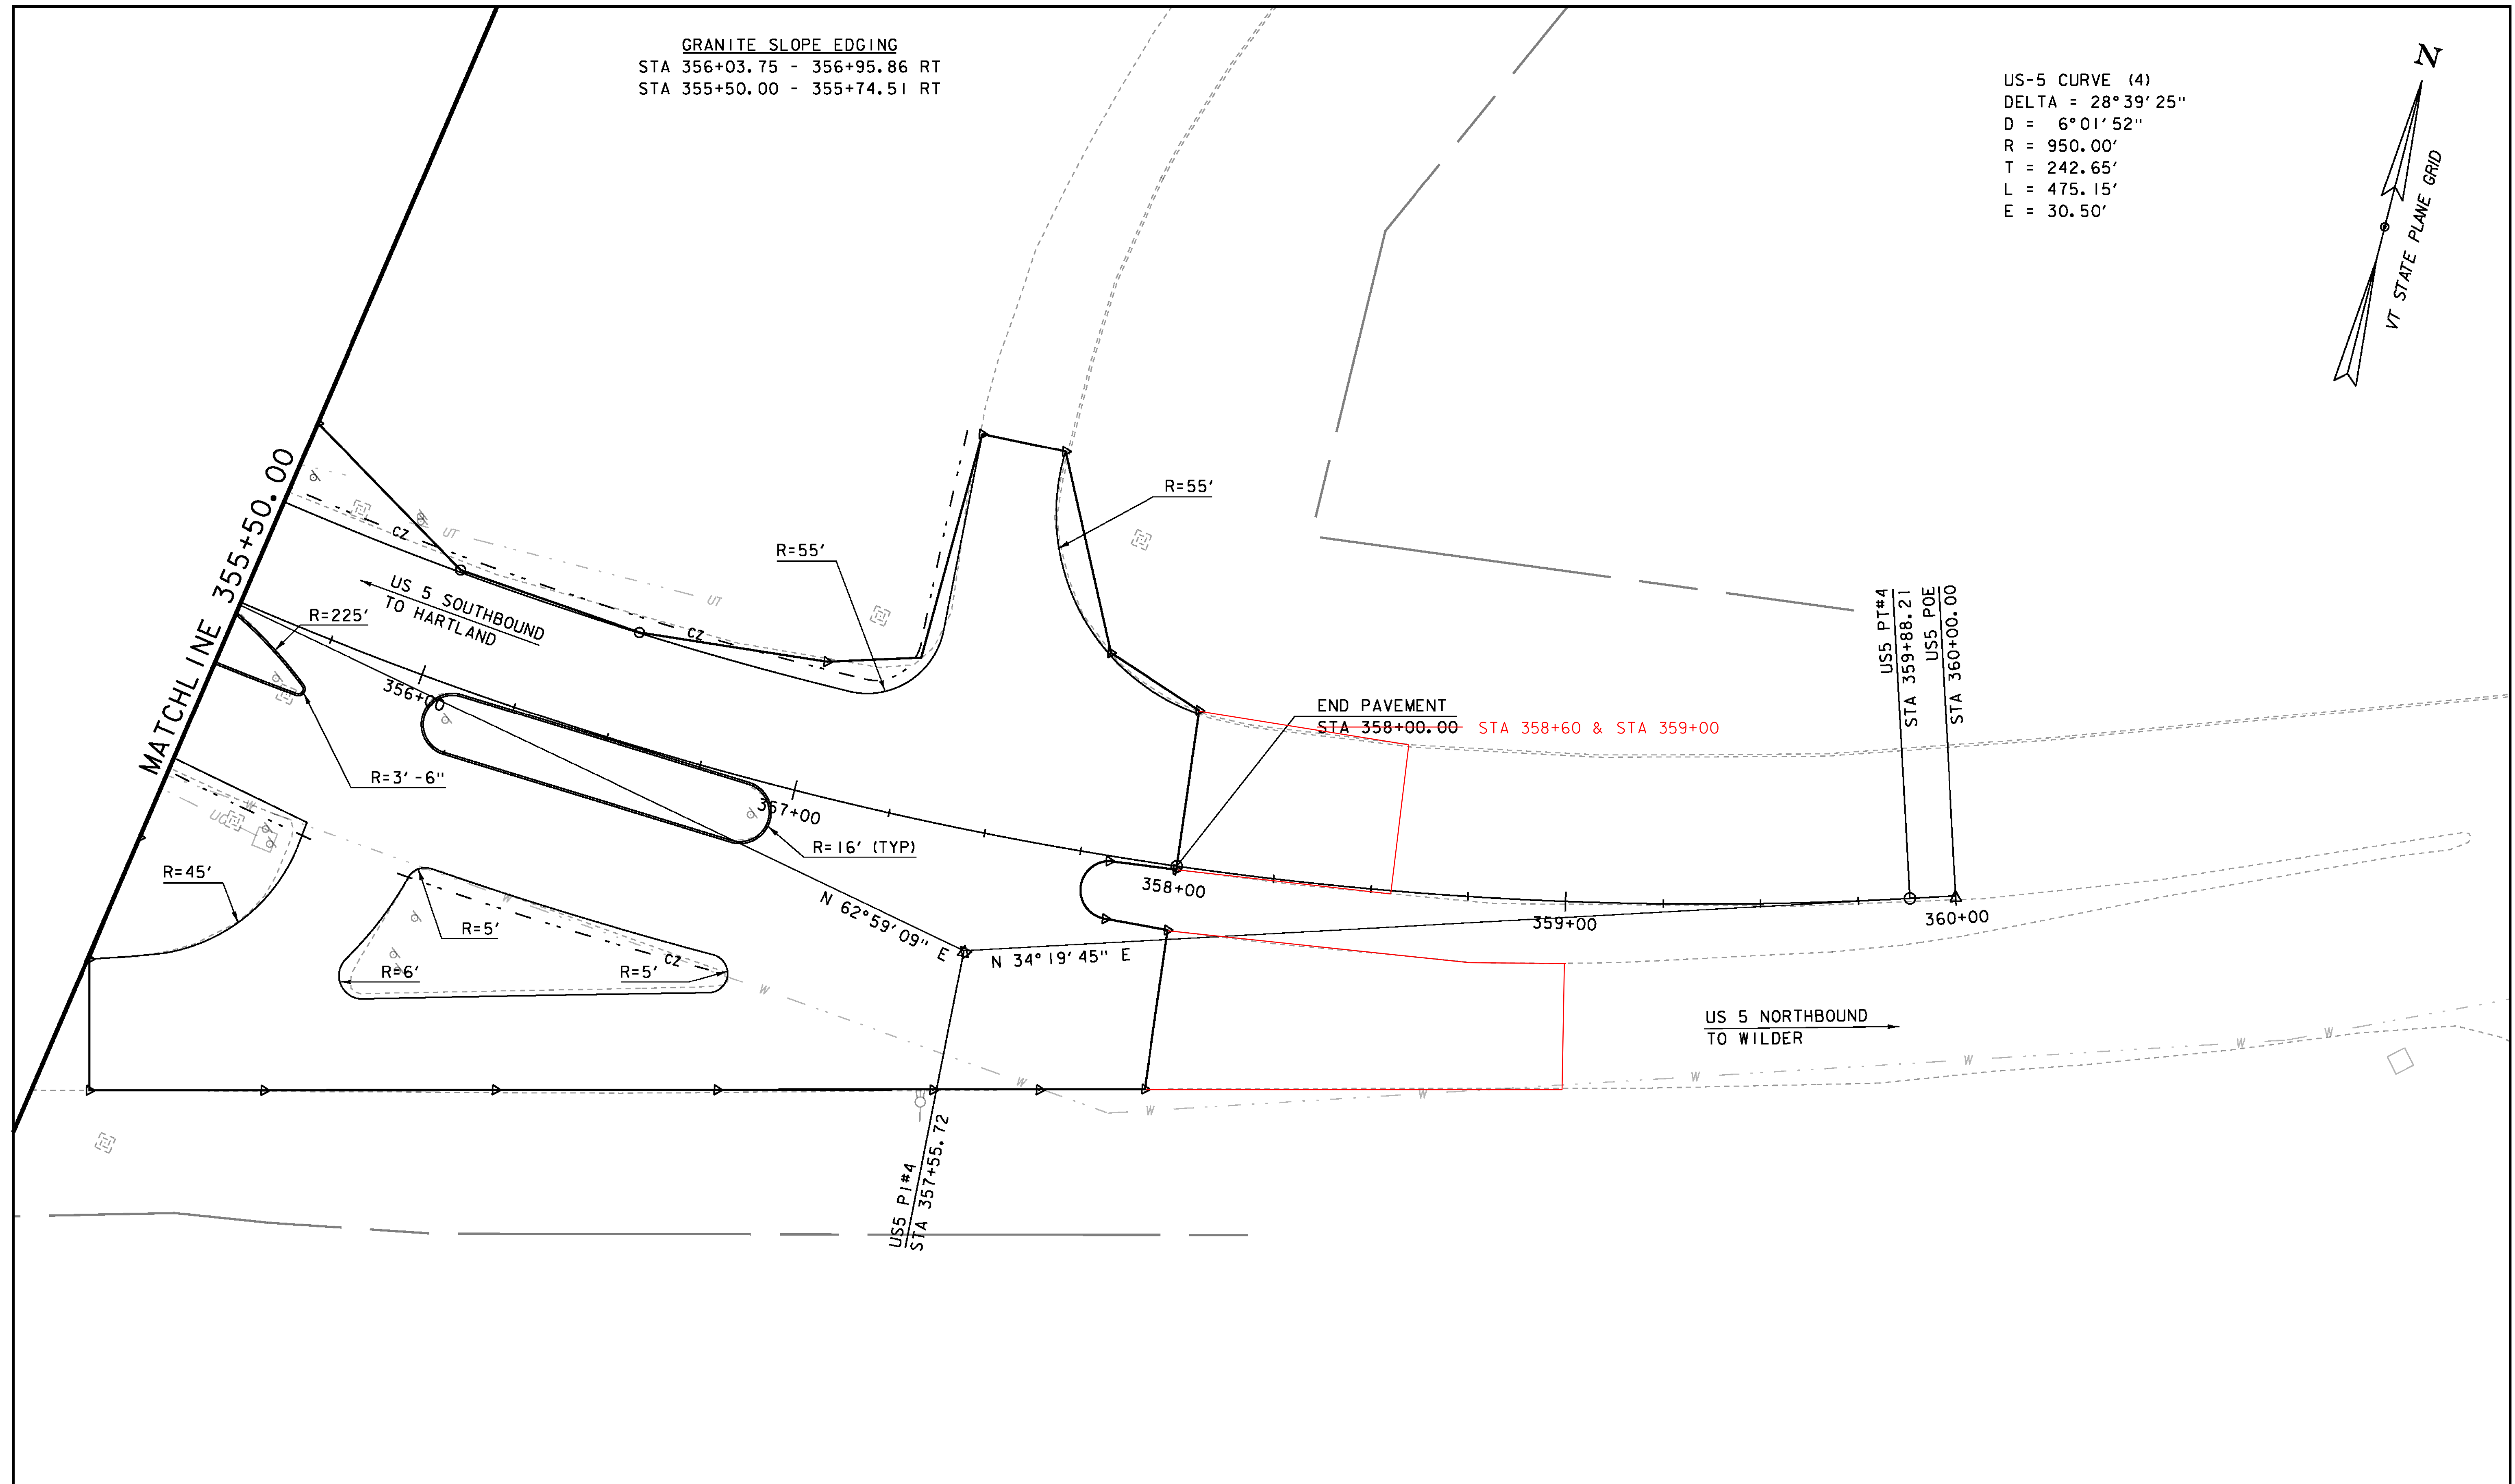 GRANITE SLOPE EDGING
STA 356+03.75 - 356+95.86 RT
STA 355+50.00 - 355+74.51 RT
US-5 CURVE (4)
DELTA = 28°39'25"
D = 6°01'52"
R = 950.00'
T = 242.65'
L = 475.15'
E = 30.50'
N
VT STATE PLANE GRID
MATCHLINE 355+50.00
R=55'
R=55'
CZ
UT
UT
US 5 SOUTHBOUND
TO HARTLAND
CZ
R=225'
356+00
R=3'-6"
357+00
R=16' (TYP)
END PAVEMENT
STA 358+00.00 STA 358+60 & STA 359+00
US5 PT#4
STA 359+88.21
US5 POE
STA 360+00.00
W
R=45'
W
R=5'
R=6'
R=5'
CZ
N 62°59'09" E
N 34°19'45" E
358+00
359+00
360+00
W
US 5 NORTHBOUND
TO WILDER
W
W
W
W
W
W
W
US5 PI#4
STA 357+55.72